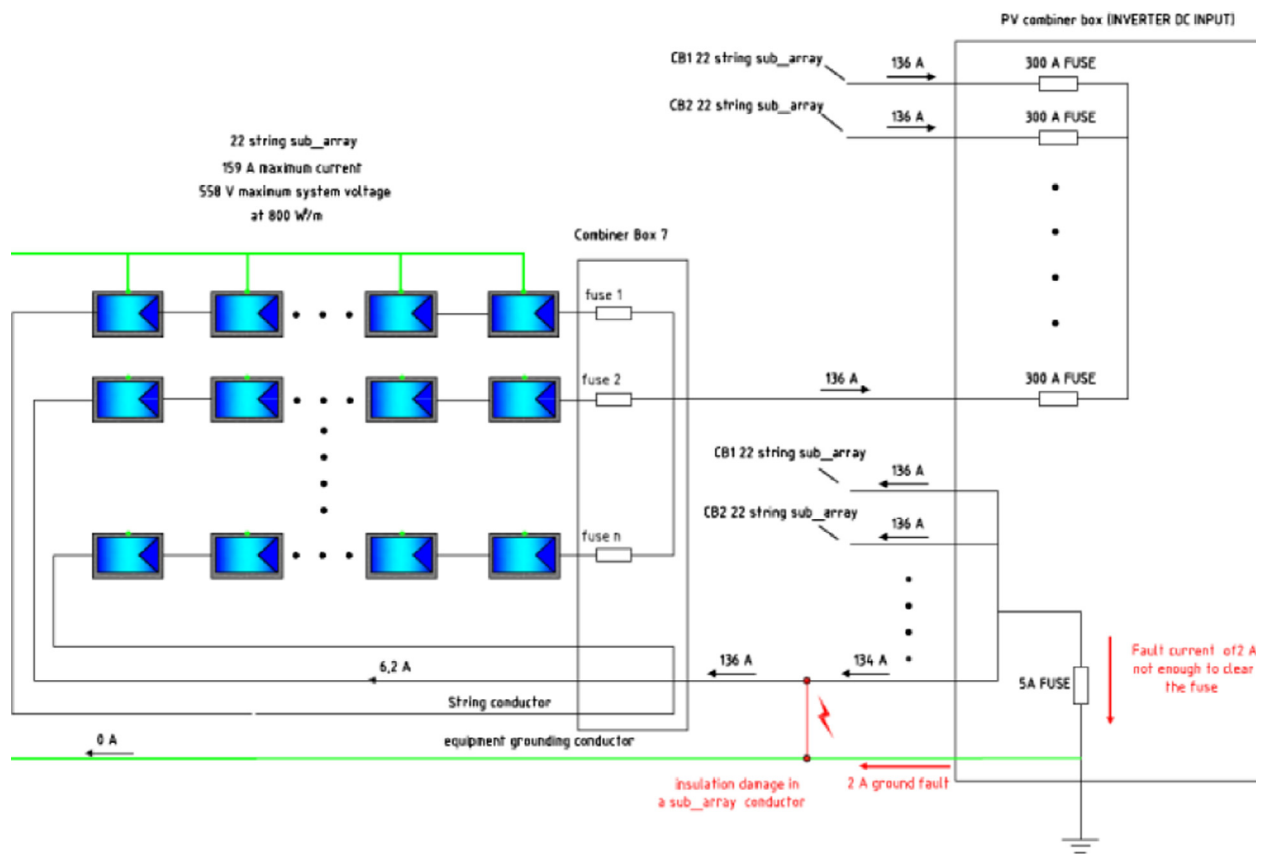 PV combiner box (INVERTER DC INPUT)
CB1 22 string sub_array
136 A
300 A FUSE
CB2 22 string sub_array
136 A
300 A FUSE
22 string sub_array
159 A maximum current
558 V maximum system voltage
at 800 W²/m
Combiner Box 7
fuse 1
fuse 2
136 A
300 A FUSE
CB1 22 string sub_array
136 A
CB2 22 string sub_array
136 A
fuse n
6,2 A
136 A
134 A
5A FUSE
Fault current of2 A
not enough to clear
the fuse
String conductor
0 A
equipment grounding conductor
insulation damage in
a sub_array conductor
2 A ground fault